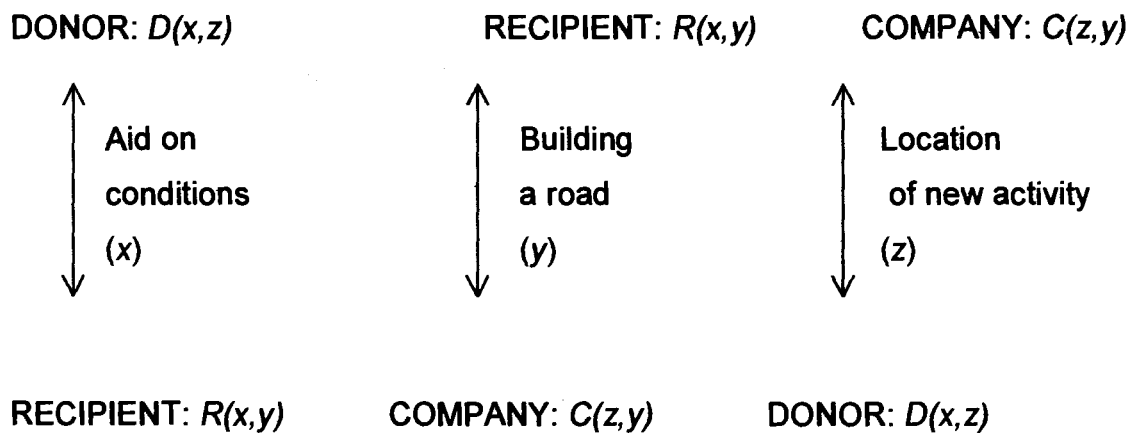 DONOR: D(x,z) RECIPIENT: R(x,y) COMPANY: C(z,y)
Aid on Building Location
conditions a road of new activity
(x) (y) (z)
RECIPIENT: R(x,y) COMPANY: C(z,y) DONOR: D(x,z)